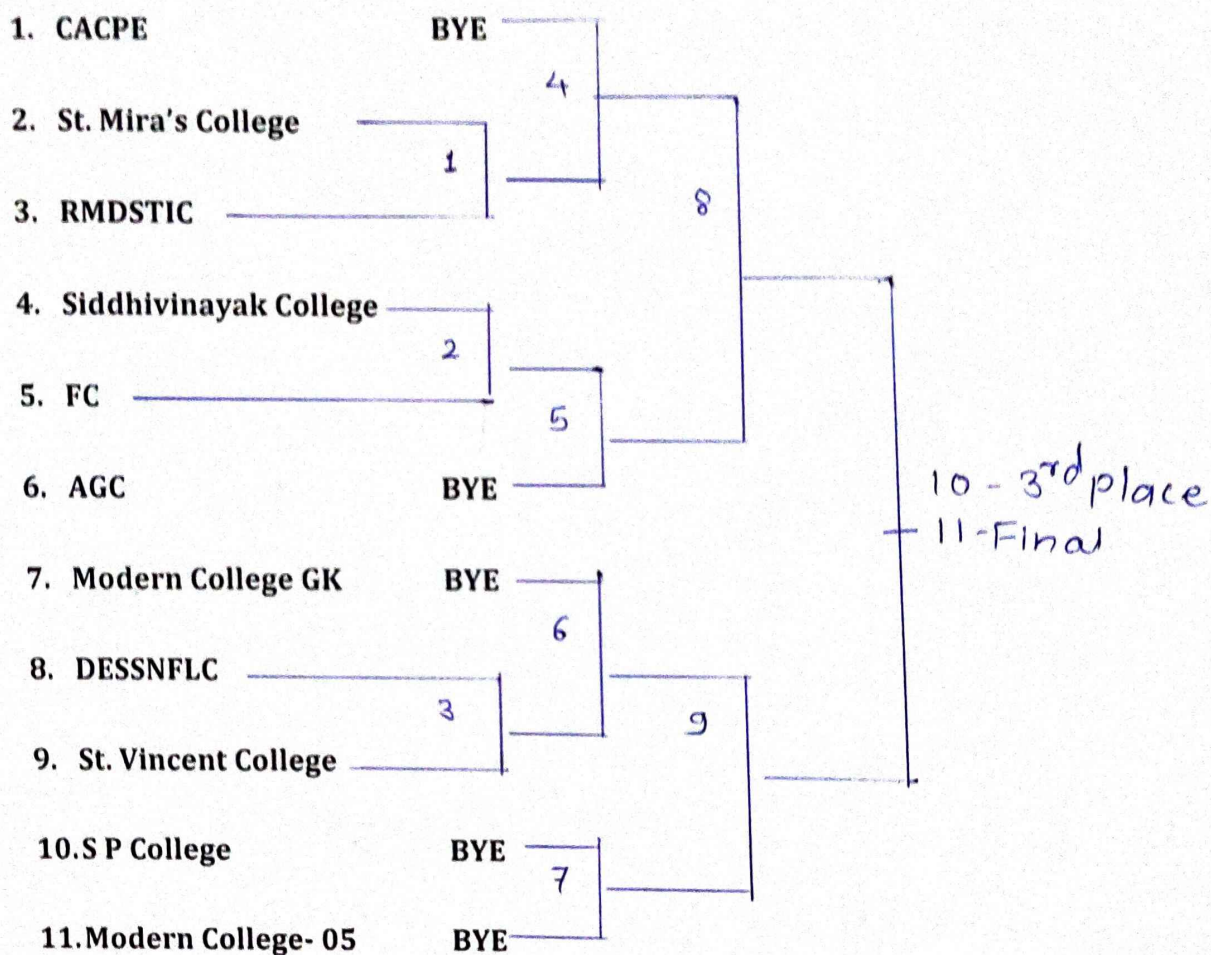 1. CACPE BYE
4
2. St. Mira's College
1
3. RMDSTIC
8
4. Siddhivinayak College
2
5. FC
5
6. AGC BYE
10 - 3rd place
11 - Final
7. Modern College GK BYE
6
8. DESSNFLC
3
9
9. St. Vincent College
10.S P College BYE
7
11.Modern College- 05 BYE